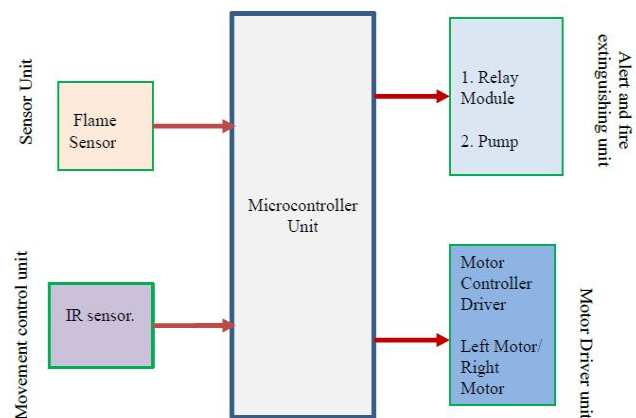 Sensor Unit
Flame
Sensor
Movement control unit
IR sensor.
Microcontroller
Unit
1. Relay
Module
2. Pump
Alert and fire
extinguishing unit
Motor
Controller
Driver
Left Motor/
Right
Motor
Motor Driver unit